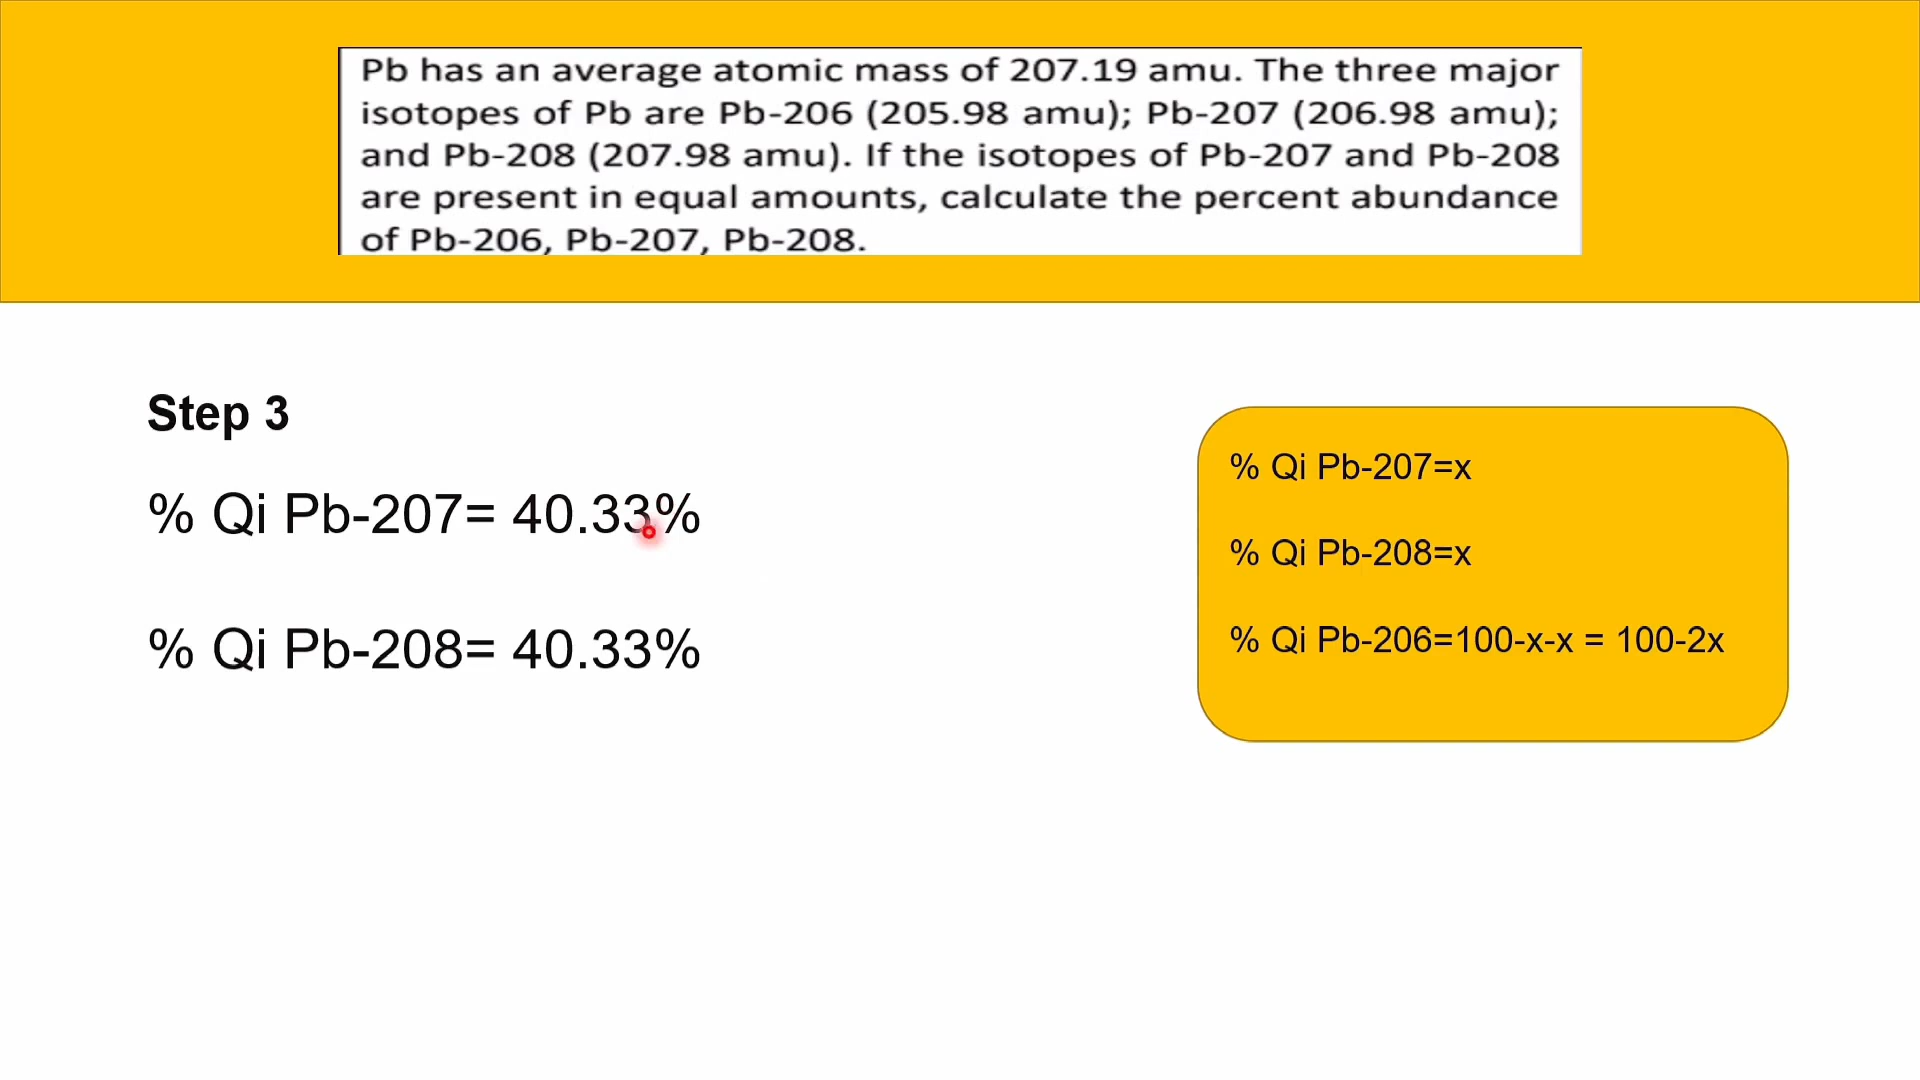 Pb has an average atomic mass of 207.19 amu. The three major
isotopes of Pb are Pb-206 (205.98 amu); Pb-207 (206.98 amu);
and Pb-208 (207.98 amu). If the isotopes of Pb-207 and Pb-208
are present in equal amounts, calculate the percent abundance
of Pb-206, Pb-207, Pb-208.
Step 3
% Qi Pb-207= 40.33%
% Qi Pb-208= 40.33%
% Qi Pb-207=x
% Qi Pb-208=x
% Qi Pb-206=100-x-x = 100-2x